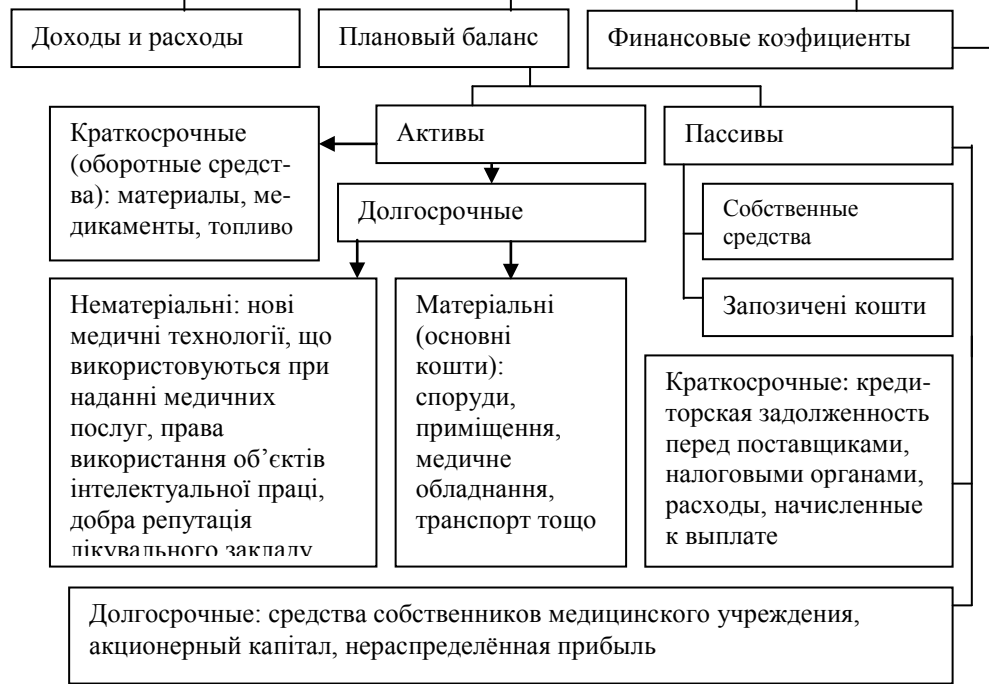 Доходы и расходы
Плановый баланс
Финансовые коэфициенты
Краткосрочные
(оборотные средст-
ва): материалы, ме-
дикаменты, топливо
Активы
Пассивы
Долгосрочные
Собственные
средства
Запозичені кошти
Нематеріальні: нові
медичні технології, що
використовуються при
наданні медичних
послуг, права
використання об’єктів
інтелектуальної праці,
добра репутація
лікувального закладу
Матеріальні
(основні
кошти):
споруди,
приміщення,
медичне
обладнання,
транспорт тощо
Краткосрочные: креди-
торская задолженность
перед поставщиками,
налоговыми органами,
расходы, начисленные
к выплате
Долгосрочные: средства собственников медицинского учреждения,
акционерный капітал, нераспределённая прибыль